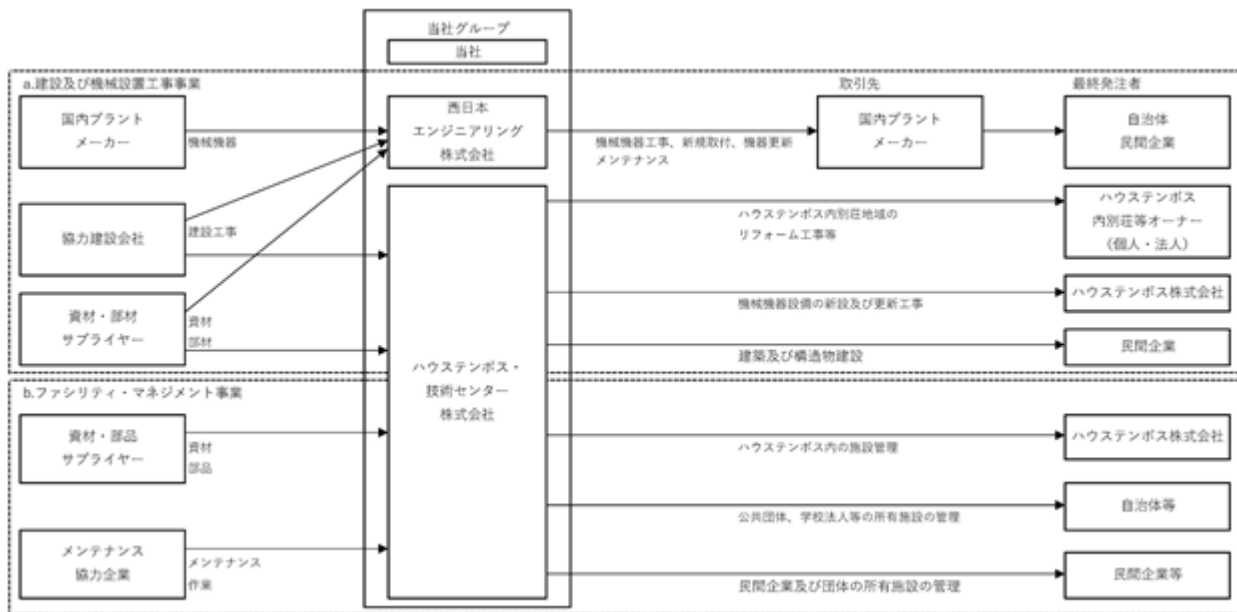 当社グループ
当社
a.建設及び機械設置工事事業
取引先
最終発注者
国内プラント
メーカー
機械機器
西日本
エンジニアリング
株式会社
機械機器工事、新規取付、機器更新
メンテナンス
国内プラント
メーカー
自治体
民間企業
協力建設会社
建設工事
ハウステンボス内別荘地域の
リフォーム工事等
ハウステンボス
内別荘等オーナー
（個人・法人）
資材・部材
サプライヤー
資材
部材
機械機器設備の新設及び更新工事
ハウステンボス株式会社
建築及び構造物建設
民間企業
ハウステンボス・
技術センター
株式会社
b.ファシリティ・マネジメント事業
資材・部品
サプライヤー
資材
部品
ハウステンボス内の施設管理
ハウステンボス株式会社
公共団体、学校法人等の所有施設の管理
自治体等
メンテナンス
協力企業
メンテナンス
作業
民間企業及び団体の所有施設の管理
民間企業等